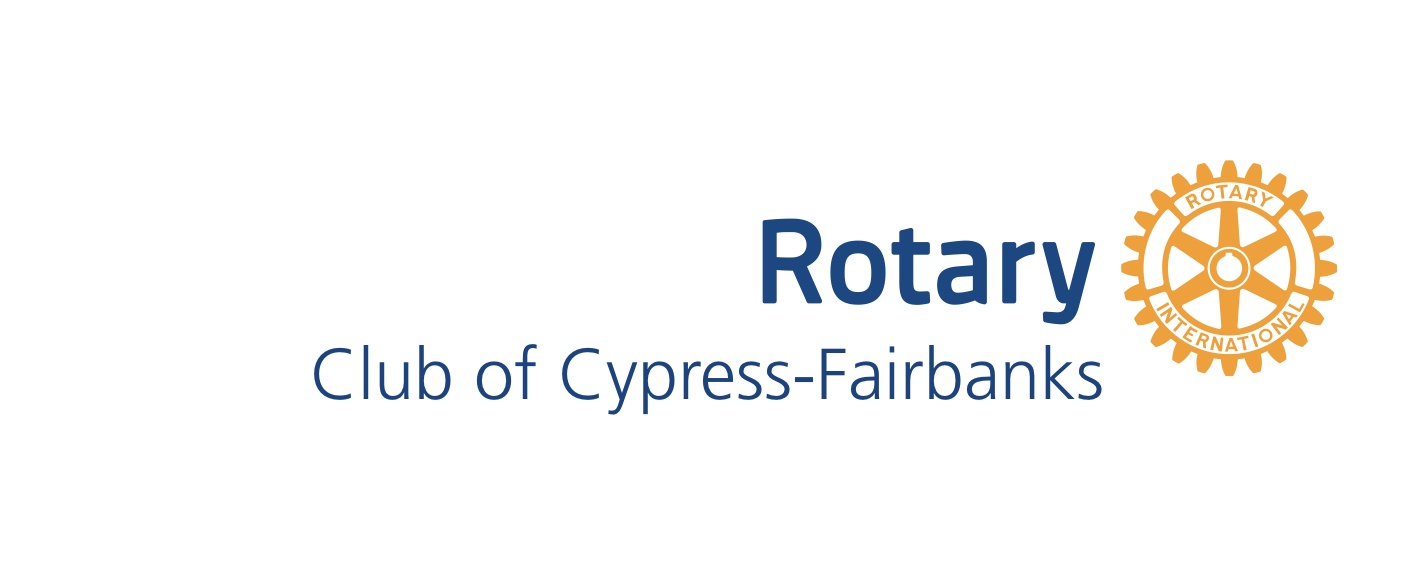 Rotary
Club of Cypress-Fairbanks
ROTARY
INTERNATIONAL